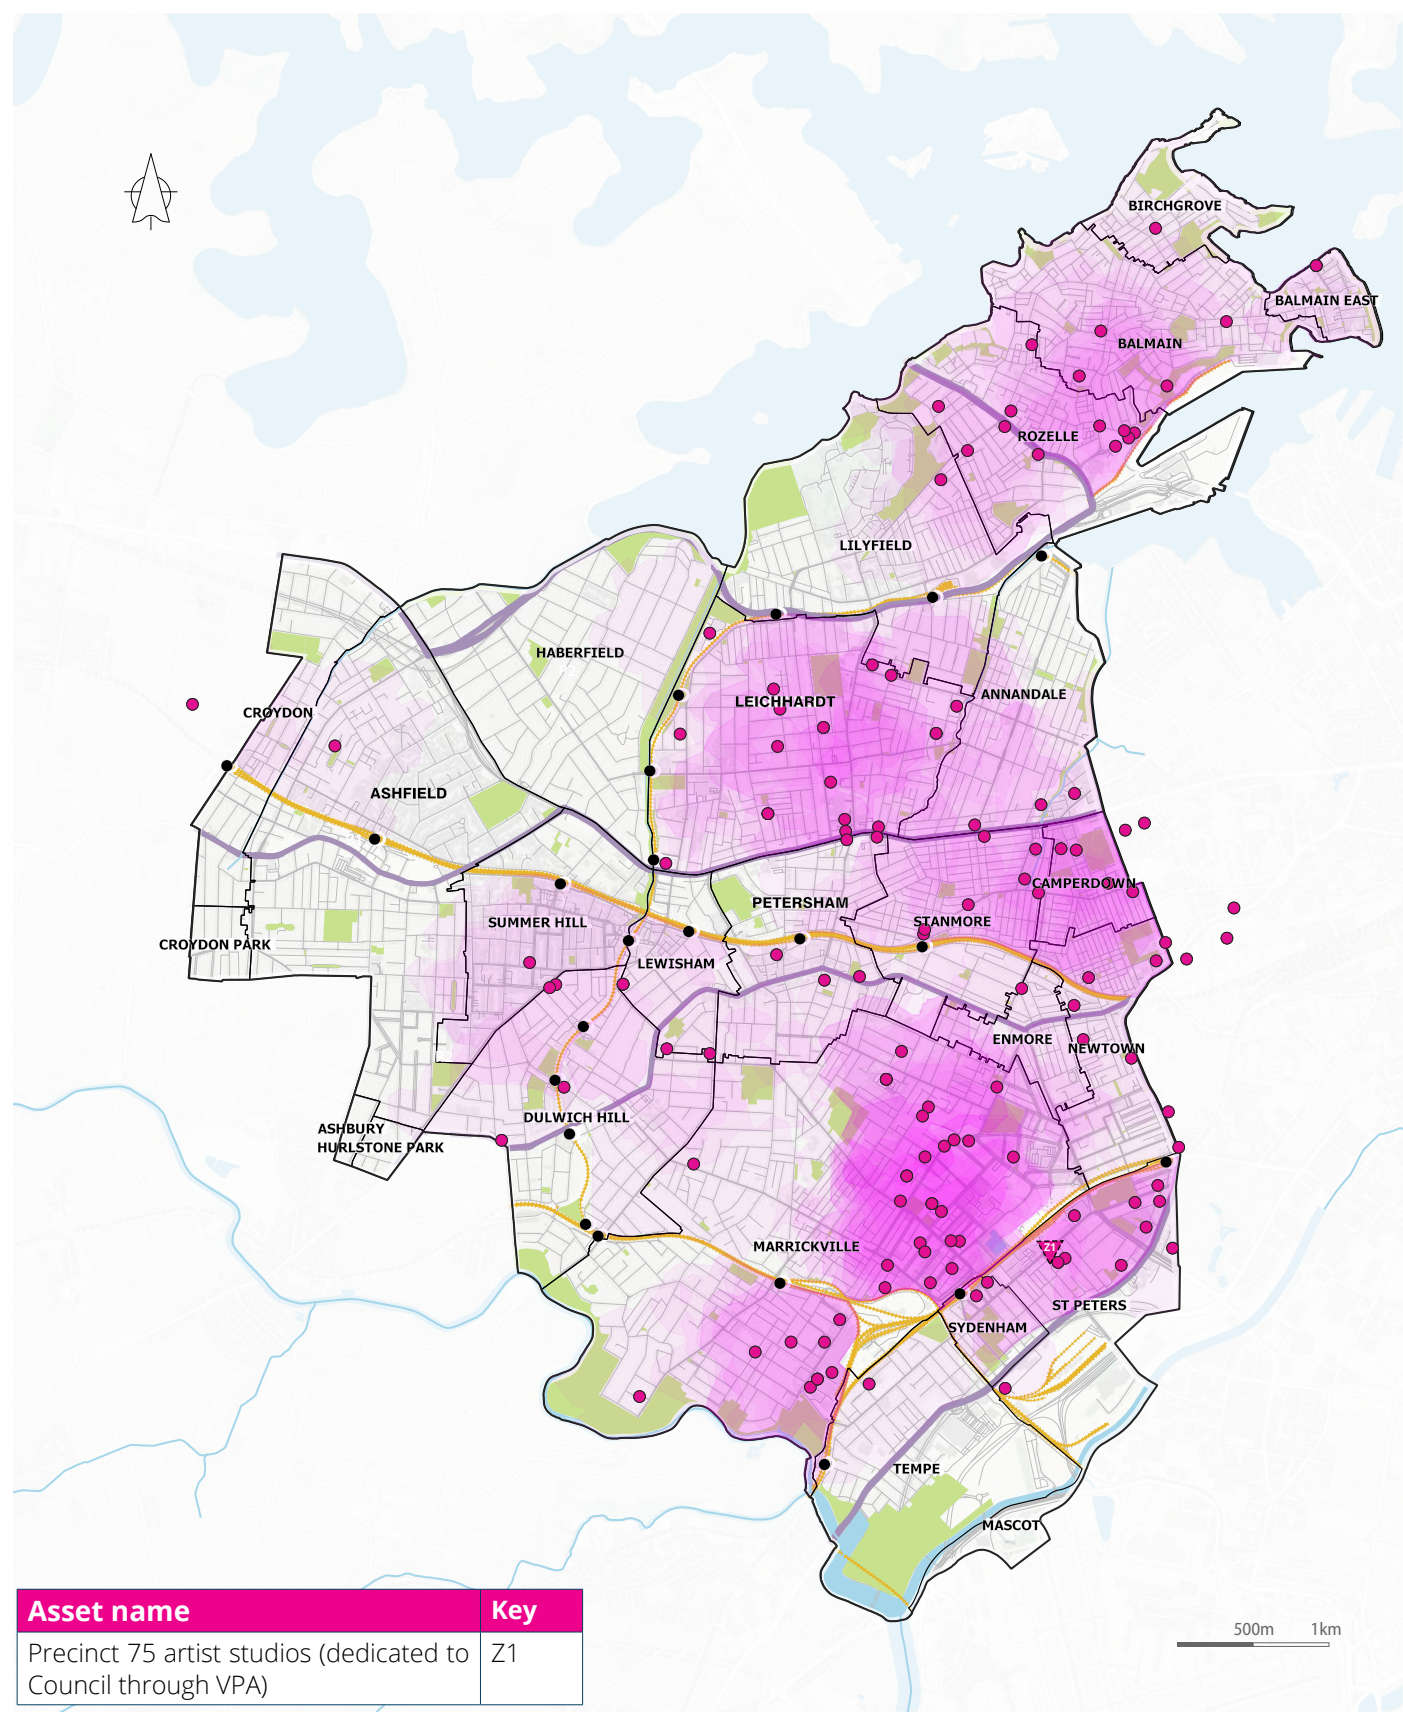 BIRCHGROVE
BALMAIN EAST
BALMAIN
ROZELLE
LILYFIELD
HABERFIELD
ANNANDALE
LEICHHARDT
CROYDON
ASHFIELD
CAMPERDOWN
PETERSHAM
STANMORE
SUMMER HILL
CROYDON PARK
LEWISHAM
ENMORE
NEWTOWN
DULWICH HILL
ASHBURY
HURLSTONE PARK
MARRICKVILLE
Z1
ST PETERS
SYDENHAM
TEMPE
MASCOT
Asset name Key
Precinct 75 artist studios (dedicated to Z1
Council through VPA)
500m 1km